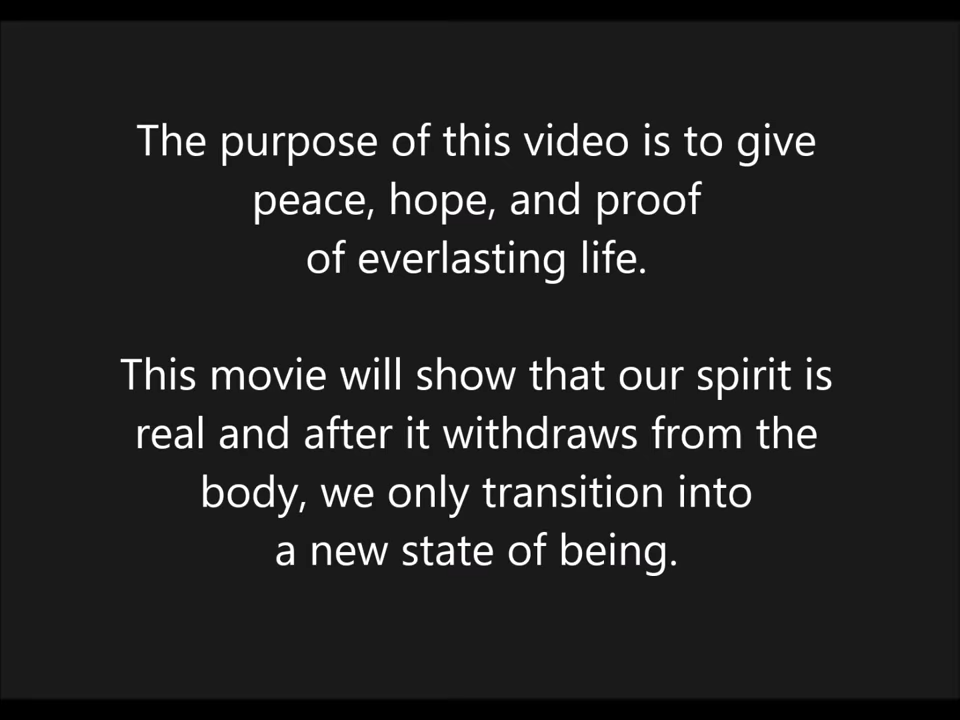 The purpose of this video is to give
peace, hope, and proof
of everlasting life.
This movie will show that our spirit is
real and after it withdraws from the
body, we only transition into
a new state of being.